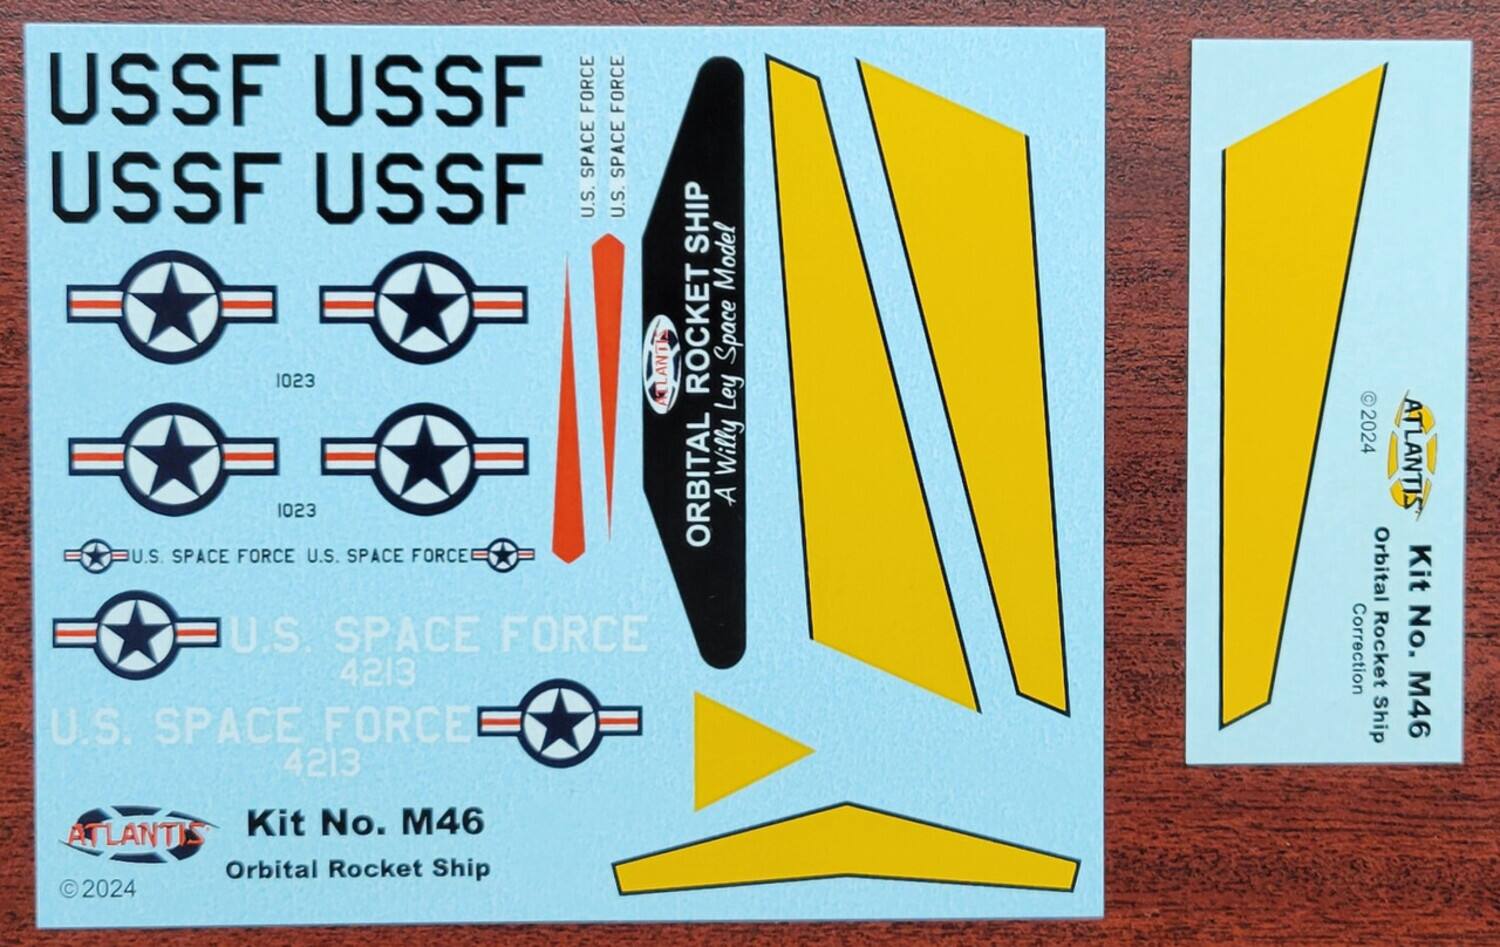 USSF USSF
USSF USSF
1023
1023
U.S. SPACE FORCE U.S. SPACE FORCE
U.S. SPACE FORCE
4213
U.S. SPACE FORCE
4213
ATLANTIS
©2024
Kit No. M46
Orbital Rocket Ship
U.S. SPACE FORCE
U.S. SPACE FORCE
ATLANTIS
ORBITAL ROCKET SHIP
A Willy Ley Space Model
ATLANTIS
©2024
Kit No. M46
Orbital Rocket Ship
Correction